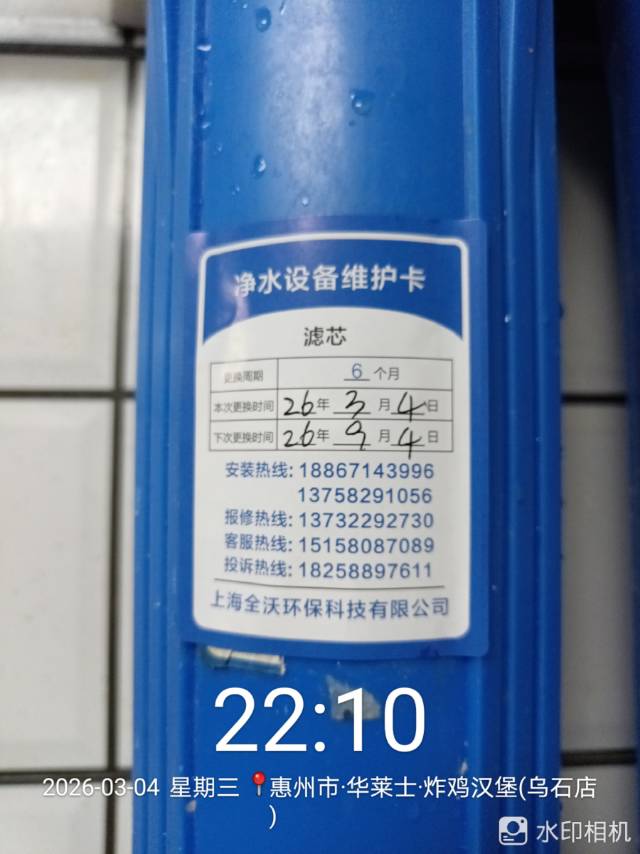 净水设备维护卡
滤芯
更换周期 6 个月
本次更换时间 26年 3 月 4 日
下次更换时间 26年 9 月 4 日
安装热线: 18867143996
13758291056
报修热线: 13732292730
客服热线: 15158087089
投诉热线: 18258897611
上海全沃环保科技有限公司
22:10
2026-03-04 星期三 📍惠州市·华莱士·炸鸡汉堡(乌石店
)
水印相机